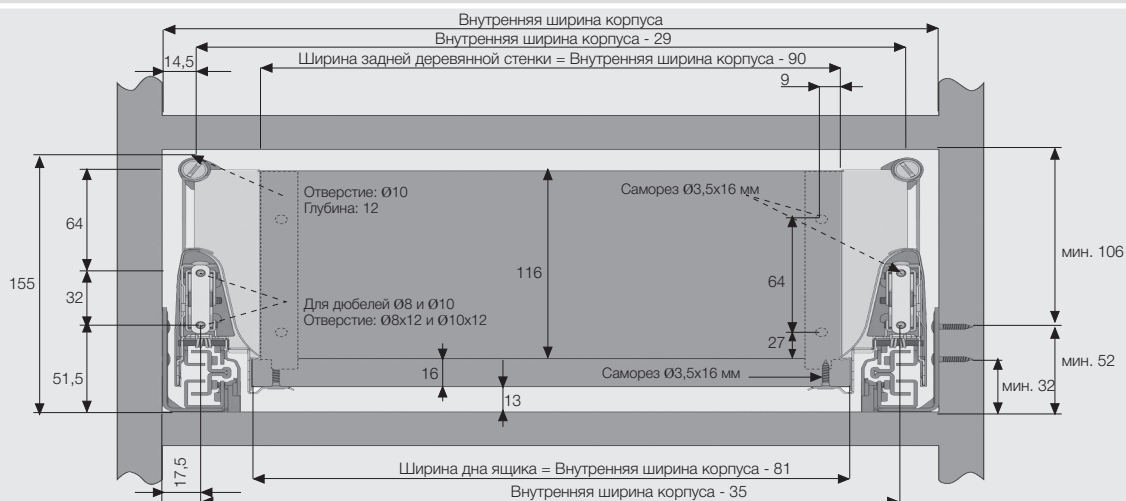 Внутренняя ширина корпуса
Внутренняя ширина корпуса - 29
14,5
Ширина задней деревянной стенки = Внутренняя ширина корпуса - 90
9
Отверстие: Ø10
Глубина: 12
Саморез Ø3,5x16 мм
64
116
64
мин. 106
155
32
Для дюбелей Ø8 и Ø10
Отверстие: Ø8x12 и Ø10x12
27
51,5
16
Саморез Ø3,5x16 мм
мин. 52
13
мин. 32
17,5
Ширина дна ящика = Внутренняя ширина корпуса - 81
Внутренняя ширина корпуса - 35